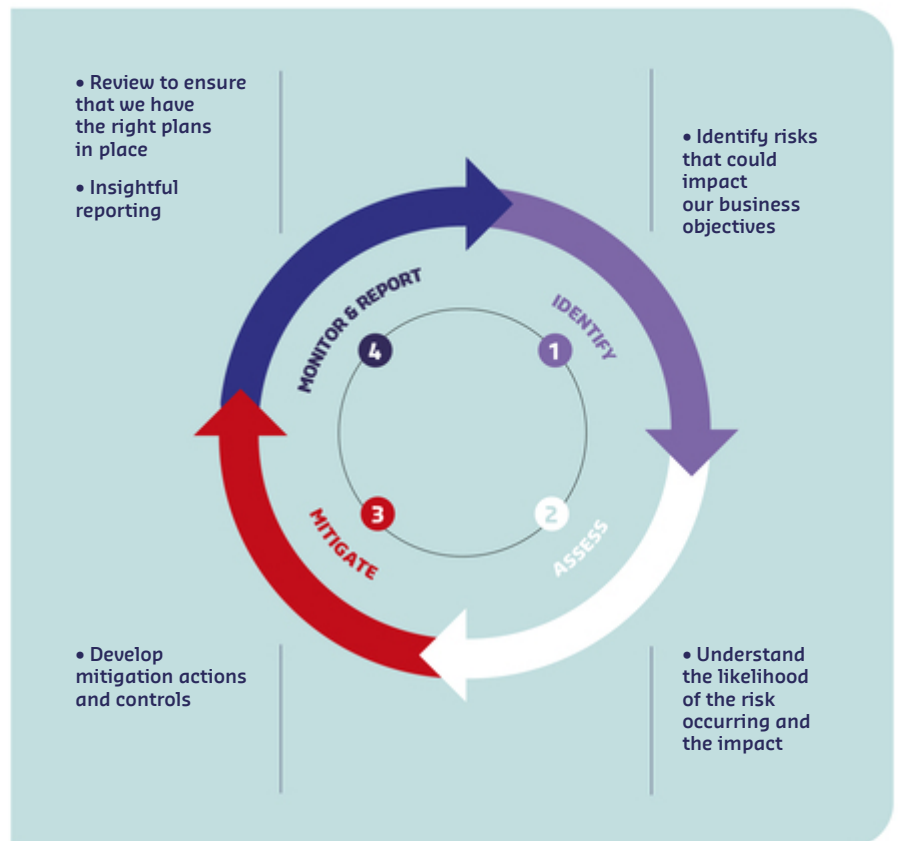 • Review to ensure
that we have
the right plans
in place
• Insightful
reporting
• Identify risks
that could
impact
our business
objectives
MONITOR & REPORT
4
IDENTIFY
1
MITIGATE
3
ASSESS
2
• Develop
mitigation actions
and controls
• Understand
the likelihood
of the risk
occurring and
the impact